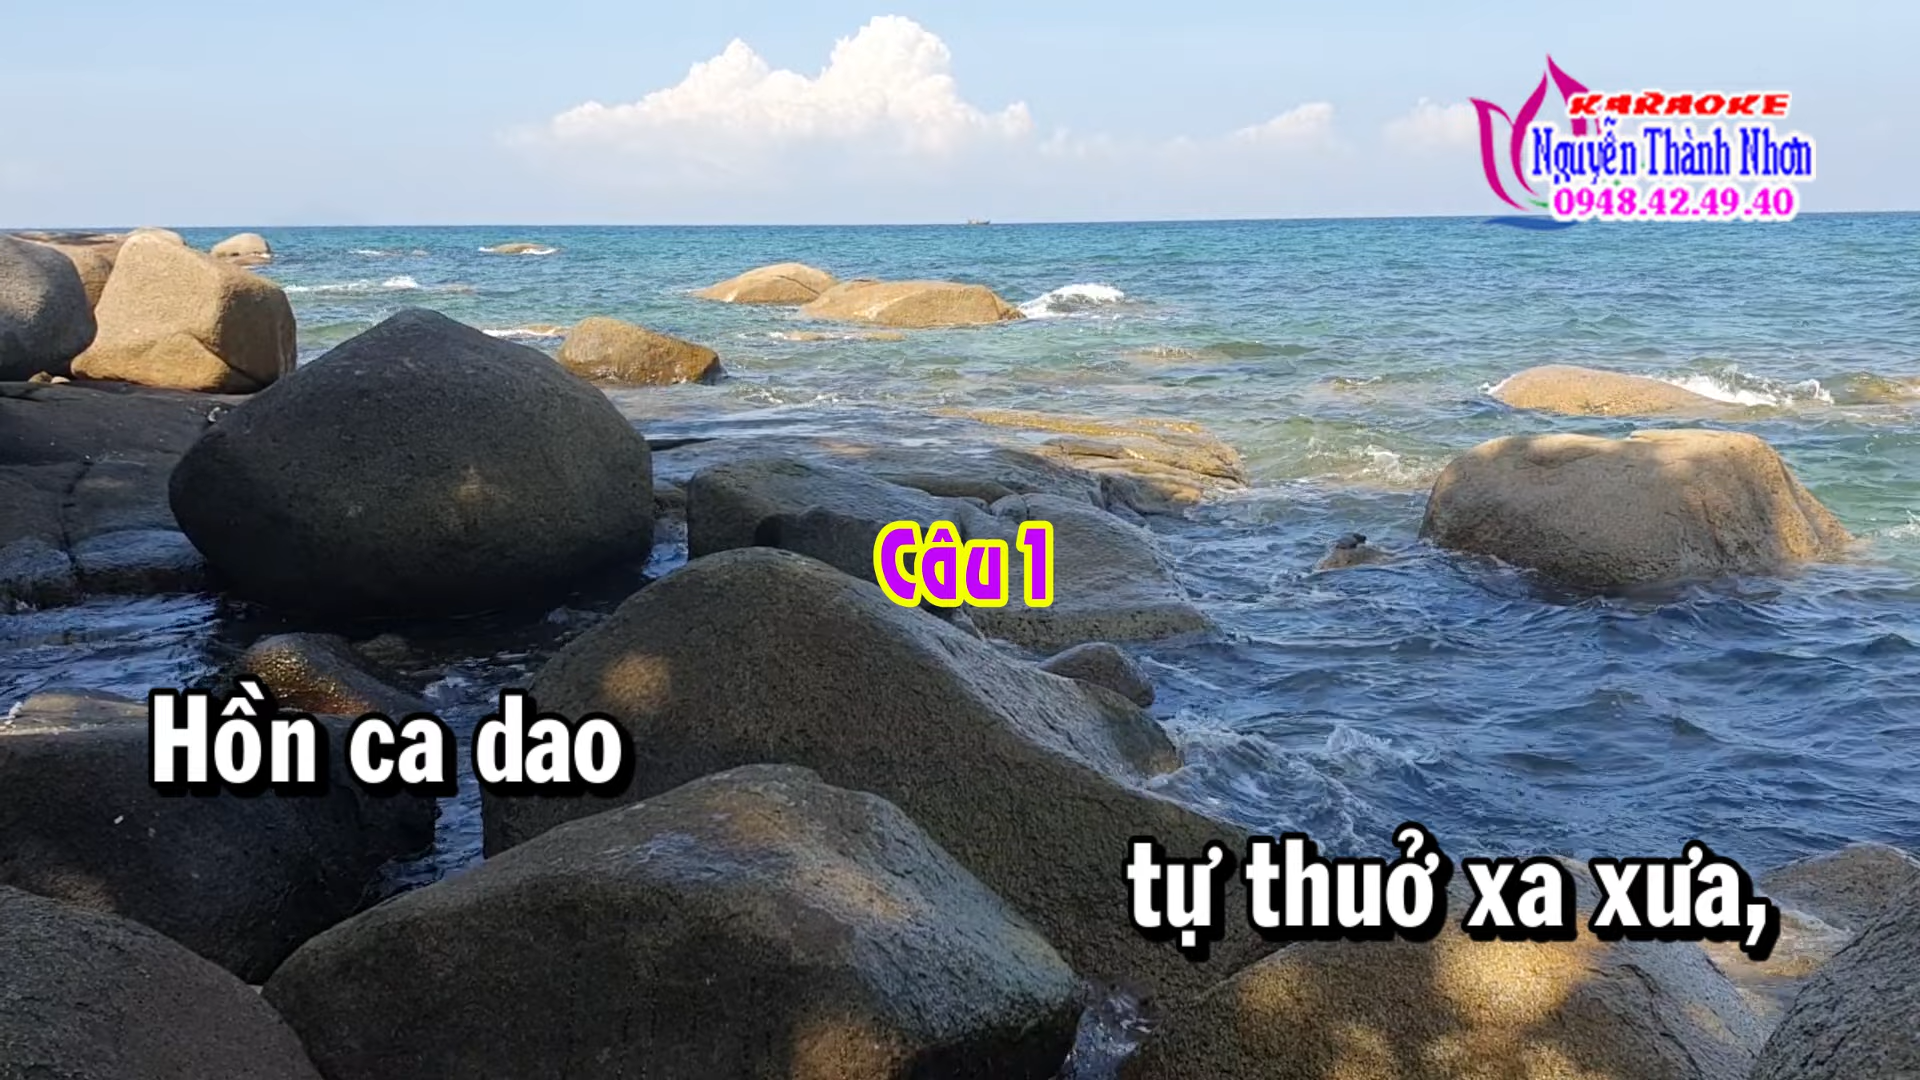 KARAOKE
Nguyễn Thành Nhơn
0948.42.49.40
Câu 1
Hồn ca dao
tự thuở xa xưa,